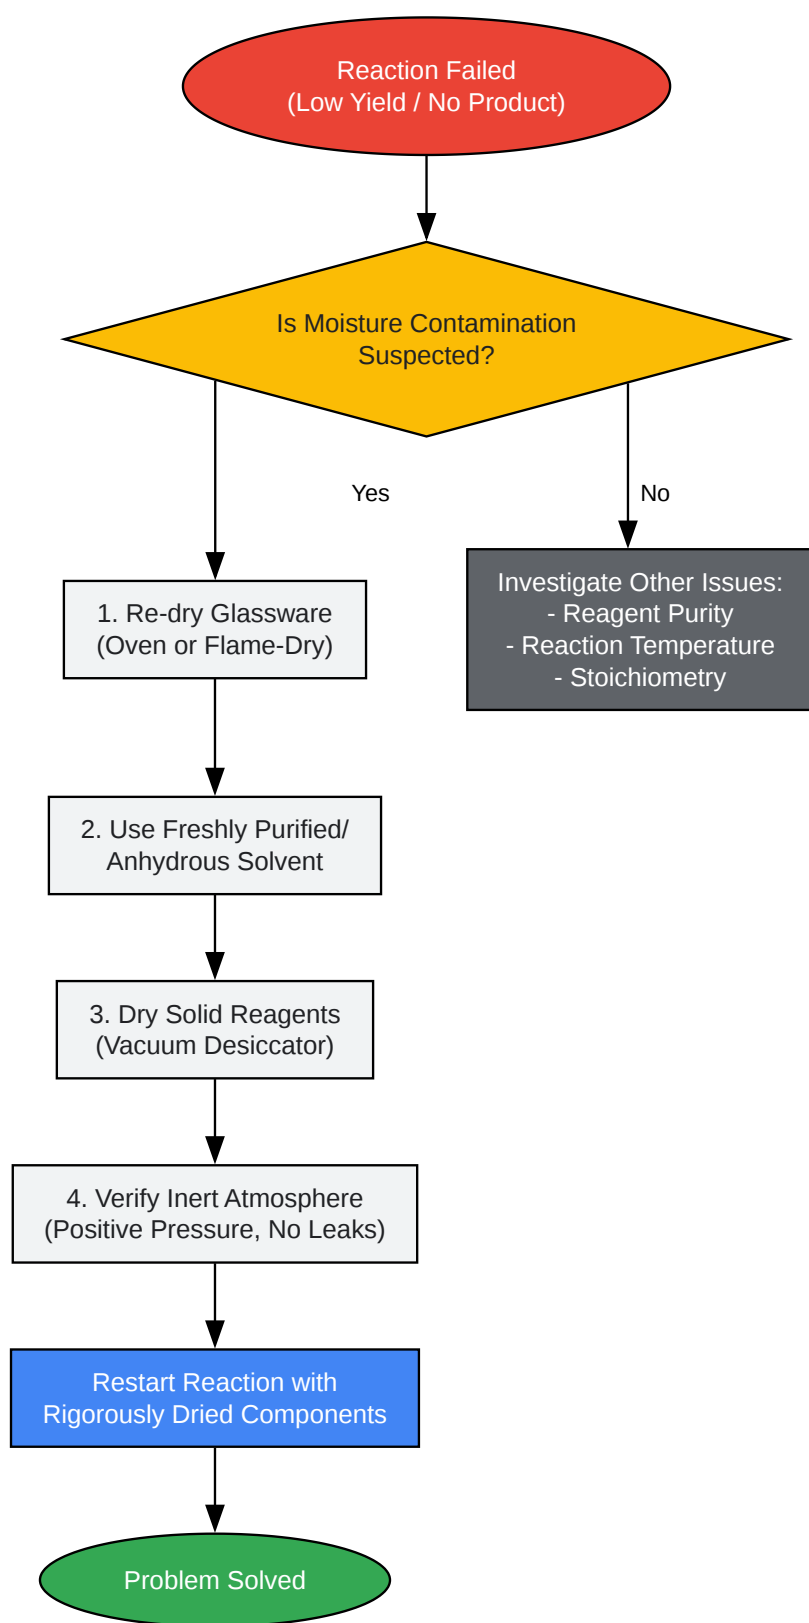 Reaction Failed
(Low Yield / No Product)
Is Moisture Contamination
Suspected?
Yes
No
1. Re-dry Glassware
(Oven or Flame-Dry)
Investigate Other Issues:
- Reagent Purity
- Reaction Temperature
- Stoichiometry
2. Use Freshly Purified/
Anhydrous Solvent
3. Dry Solid Reagents
(Vacuum Desiccator)
4. Verify Inert Atmosphere
(Positive Pressure, No Leaks)
Restart Reaction with
Rigorously Dried Components
Problem Solved